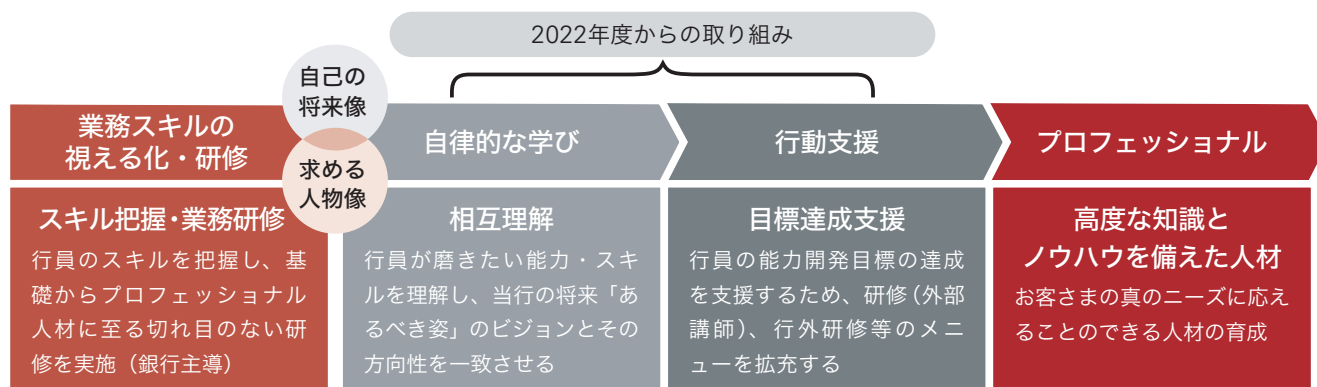 2022年度からの取り組み
業務スキルの
視える化・研修
自己の
将来像
求める
人物像
自律的な学び
行動支援
プロフェッショナル
スキル把握・業務研修
行員のスキルを把握し、基
礎からプロフェッショナル
人材に至る切れ目のない研
修を実施（銀行主導）
相互理解
行員が磨きたい能力・スキ
ルを理解し、当行の将来「あ
るべき姿」のビジョンとその
方向性を一致させる
目標達成支援
行員の能力開発目標の達成
を支援するため、研修（外部
講師）、行外研修等のメニ
ューを拡充する
高度な知識と
ノウハウを備えた人材
お客さまの真のニーズに応え
ることのできる人材の育成